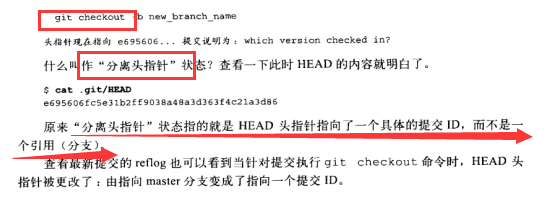 git checkout -b new_branch_name
头指针现在指向 e695606... 提交说明为：which version checked in?
什么叫作“分离头指针”状态？查看一下此时 HEAD 的内容就明白了。
$ cat .git/HEAD
e695606fc5e31b2ff9038a48a3d363f4c21a3d86
原来“分离头指针”状态指的就是 HEAD 头指针指向了一个具体的提交 ID，而不是一
个引用（分支）。
查看最新提交的 reflog 也可以看到当针对提交执行 git checkout 命令时，HEAD 头
指针被更改了：由指向 master 分支变成了指向一个提交 ID。